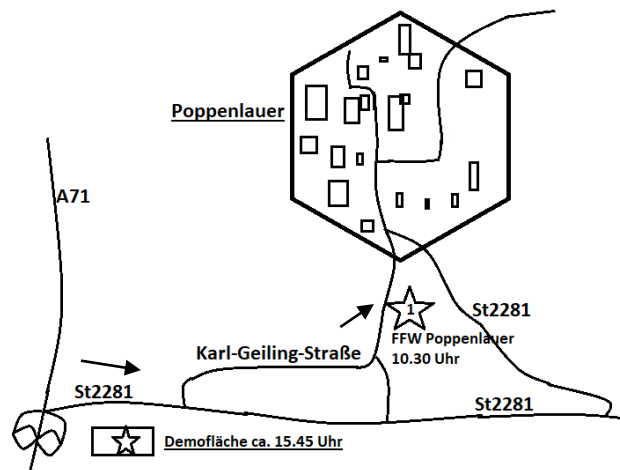 Poppenlauer
A71
1
St2281
FFW Poppenlauer
10.30 Uhr
Karl-Geiling-Straße
St2281
St2281
Demofläche ca. 15.45 Uhr